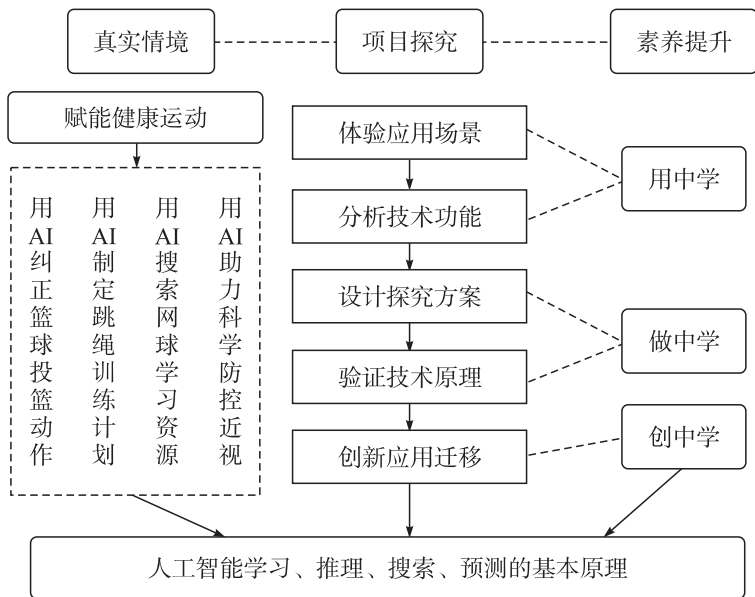 真实情境
项目探究
素养提升
赋能健康运动
用AI纠正篮球投篮动作
用AI制定跳绳训练计划
用AI搜索网球学习资源
用AI助力科学防控近视
体验应用场景
分析技术功能
设计探究方案
验证技术原理
创新应用迁移
用中学
做中学
创中学
人工智能学习、推理、搜索、预测的基本原理